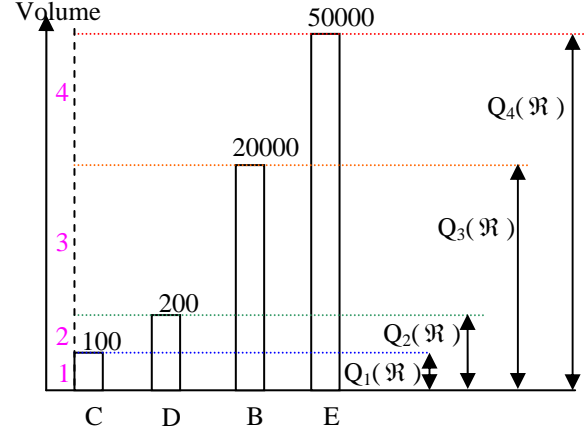 Volume
50000
4
Q₄(ℜ )
20000
Q₃(ℜ )
3
200
2
Q₂(ℜ )
100
1
Q₁(ℜ )
C D B E